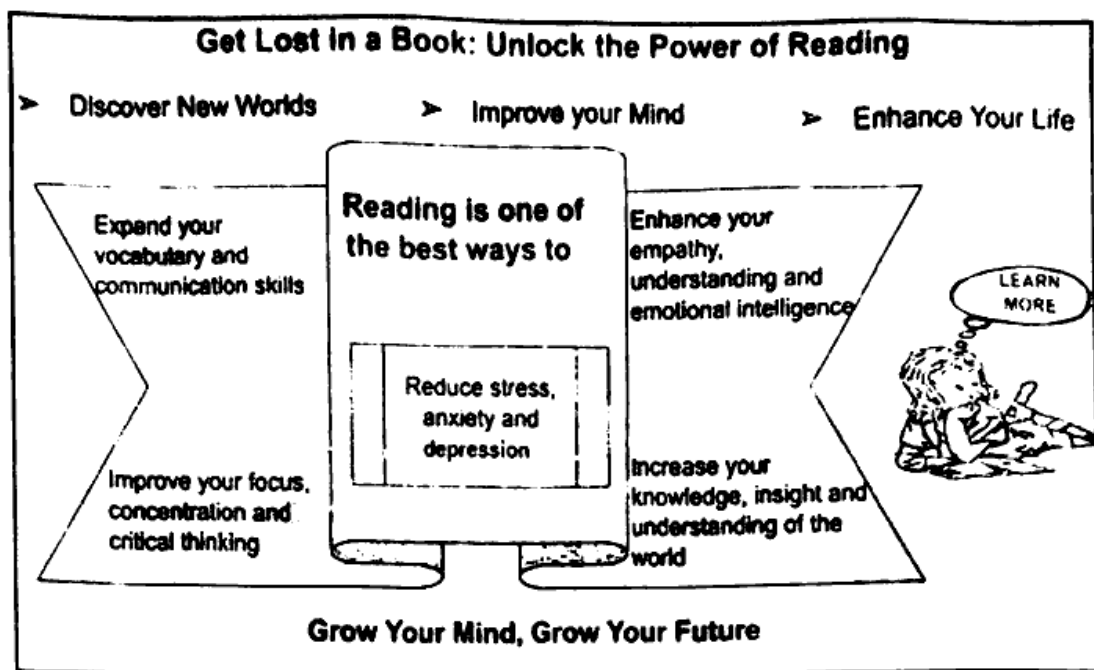 Get Lost in a Book: Unlock the Power of Reading
➢ Discover New Worlds ➢ Improve your Mind ➢ Enhance Your Life
Reading is one of
the best ways to
Expand your
vocabulary and
communication skills
Enhance your
empathy,
understanding and
emotional intelligence
LEARN
MORE
Reduce stress,
anxiety and
depression
Improve your focus,
concentration and
critical thinking
Increase your
knowledge, insight and
understanding of the
world
Grow Your Mind, Grow Your Future